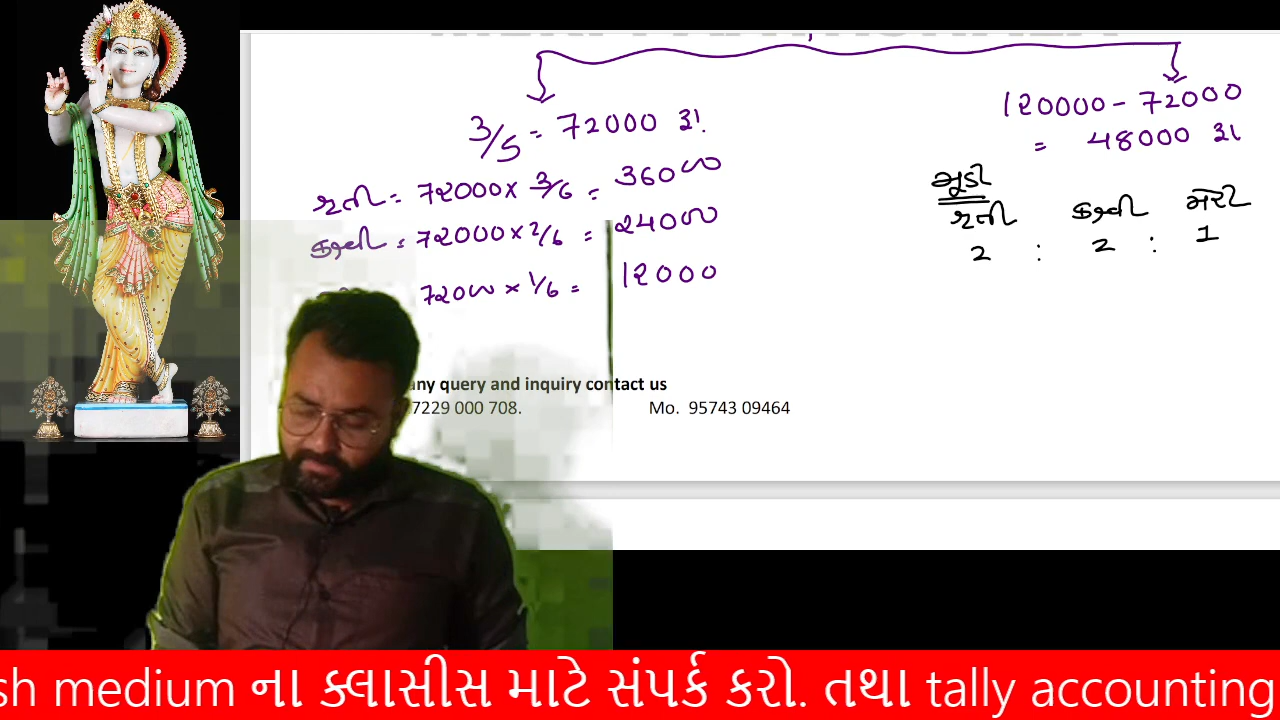 3/5 = 72000 રૂા.
120000 - 72000
= 48000 રૂા
રતી = 72000 × 3/6 = 36000
72000 × 2/6 = 24000
72000 × 1/6 = 12000
મૂડી
રતી
2 : 2 : 1
any query and inquiry contact us
7229 000 708. Mo. 95743 09464
sh medium ના ક્લાસીસ માટે સંપર્ક કરો. તથા tally accounting